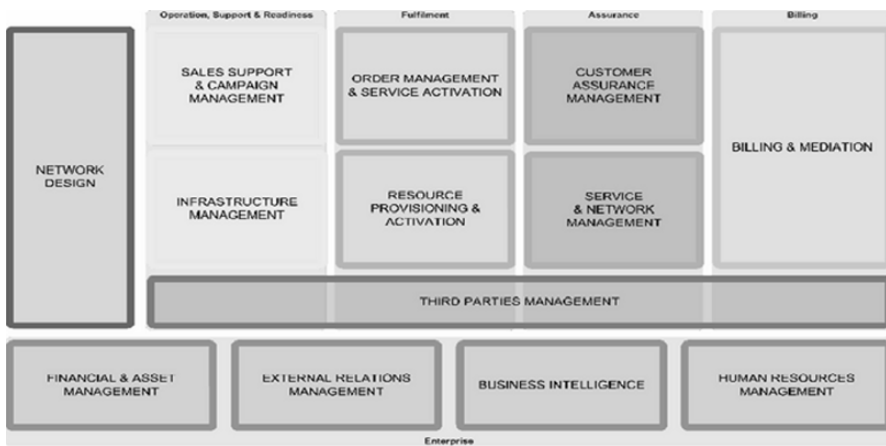 Operation, Support & Readiness
Fulfilment
Assurance
Billing
NETWORK
DESIGN
SALES SUPPORT
& CAMPAIGN
MANAGEMENT
ORDER MANAGEMENT
& SERVICE ACTIVATION
CUSTOMER
ASSURANCE
MANAGEMENT
BILLING & MEDIATION
INFRASTRUCTURE
MANAGEMENT
RESOURCE
PROVISIONING &
ACTIVATION
SERVICE
& NETWORK
MANAGEMENT
THIRD PARTIES MANAGEMENT
FINANCIAL & ASSET
MANAGEMENT
EXTERNAL RELATIONS
MANAGEMENT
BUSINESS INTELLIGENCE
HUMAN RESOURCES
MANAGEMENT
Enterprise